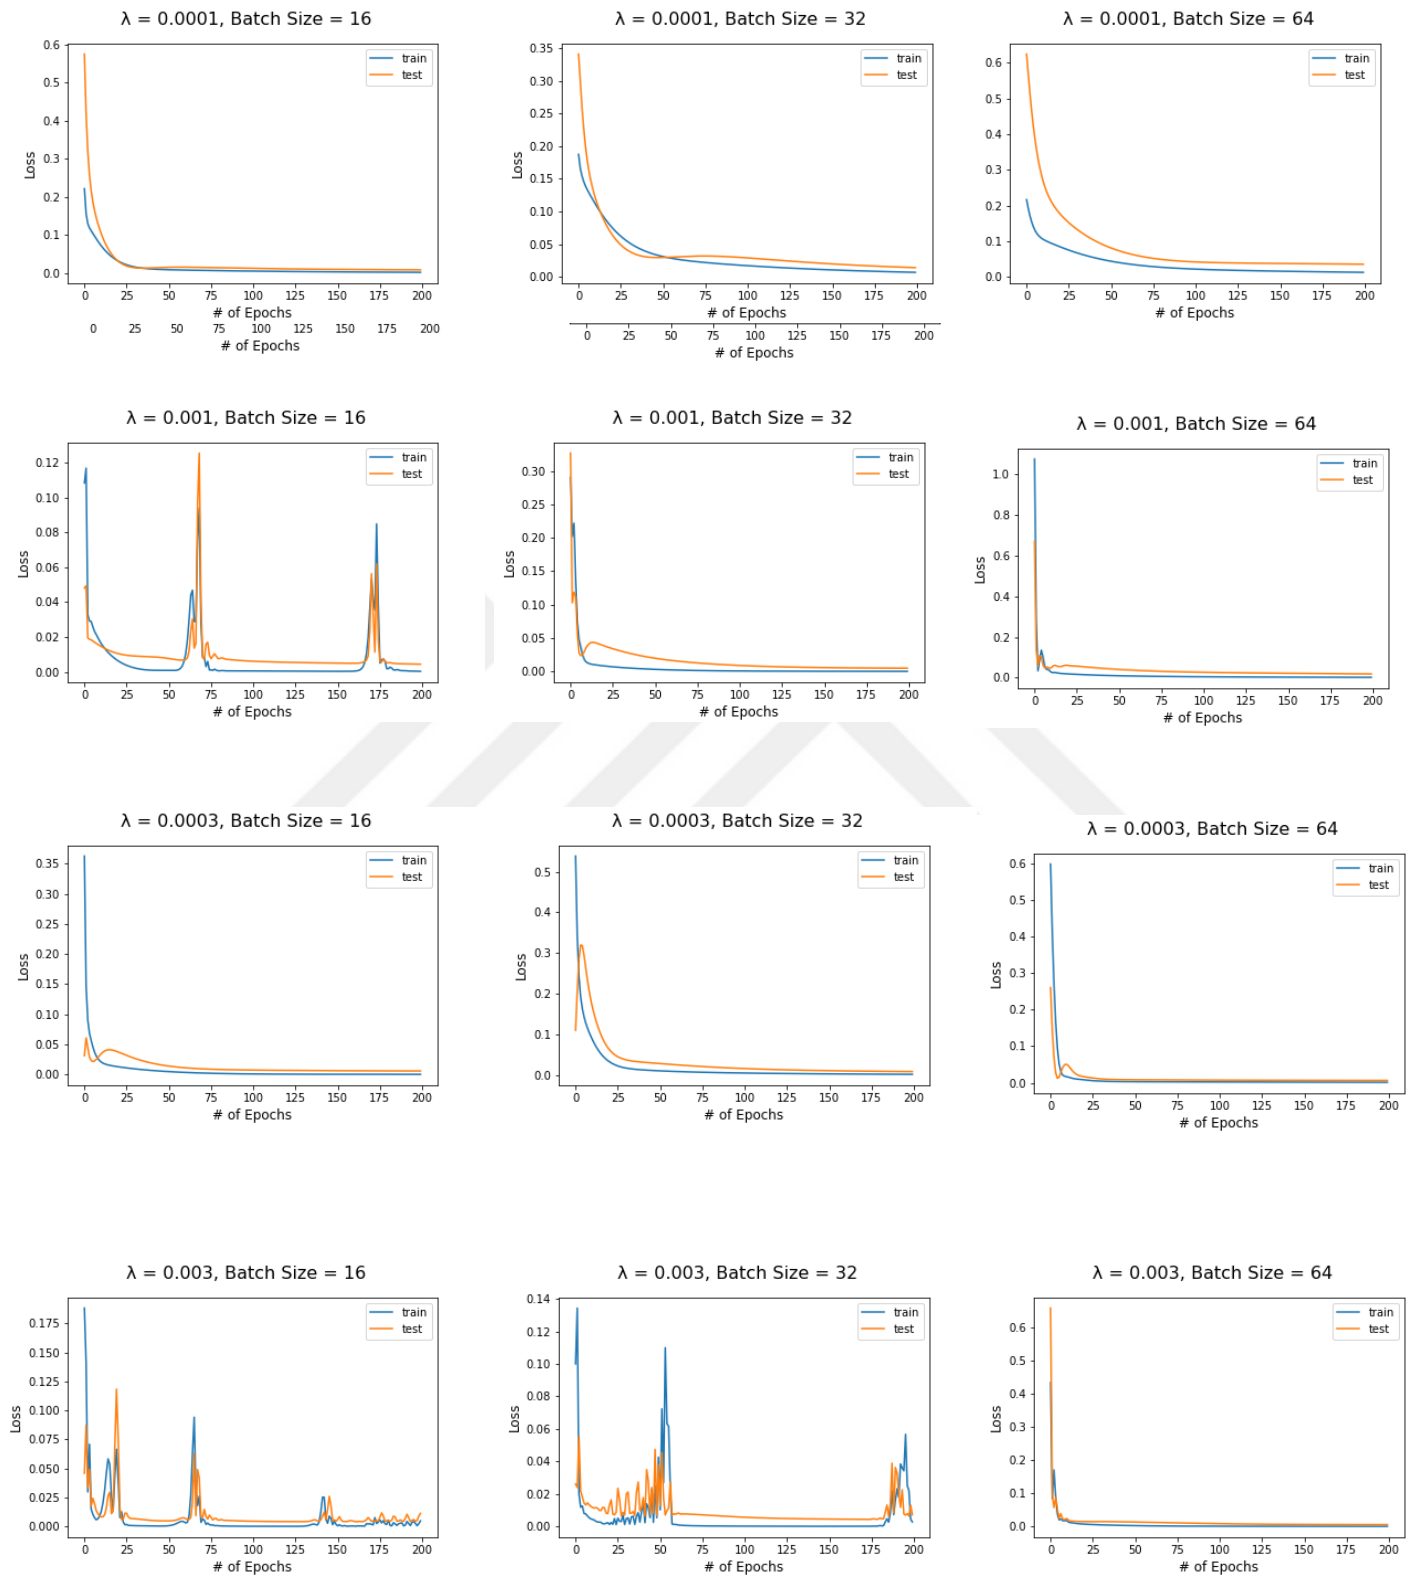 λ = 0.0001, Batch Size = 16
0.6
0.5
0.4
0.3
0.2
0.1
0.0
Loss
train
test
0 25 50 75 100 125 150 175 200
# of Epochs
0 25 50 75 100 125 150 175 200
# of Epochs
λ = 0.0001, Batch Size = 32
0.35
0.30
0.25
0.20
0.15
0.10
0.05
0.00
Loss
train
test
0 25 50 75 100 125 150 175 200
# of Epochs
0 25 50 75 100 125 150 175 200
# of Epochs
λ = 0.0001, Batch Size = 64
0.6
0.5
0.4
0.3
0.2
0.1
0.0
Loss
train
test
0 25 50 75 100 125 150 175 200
# of Epochs
λ = 0.001, Batch Size = 16
0.12
0.10
0.08
0.06
0.04
0.02
0.00
Loss
train
test
0 25 50 75 100 125 150 175 200
# of Epochs
λ = 0.001, Batch Size = 32
0.30
0.25
0.20
0.15
0.10
0.05
0.00
Loss
train
test
0 25 50 75 100 125 150 175 200
# of Epochs
λ = 0.001, Batch Size = 64
1.0
0.8
0.6
0.4
0.2
0.0
Loss
train
test
0 25 50 75 100 125 150 175 200
# of Epochs
λ = 0.0003, Batch Size = 16
0.35
0.30
0.25
0.20
0.15
0.10
0.05
0.00
Loss
train
test
0 25 50 75 100 125 150 175 200
# of Epochs
λ = 0.0003, Batch Size = 32
0.5
0.4
0.3
0.2
0.1
0.0
Loss
train
test
0 25 50 75 100 125 150 175 200
# of Epochs
λ = 0.0003, Batch Size = 64
0.6
0.5
0.4
0.3
0.2
0.1
0.0
Loss
train
test
0 25 50 75 100 125 150 175 200
# of Epochs
λ = 0.003, Batch Size = 16
0.175
0.150
0.125
0.100
0.075
0.050
0.025
0.000
Loss
train
test
0 25 50 75 100 125 150 175 200
# of Epochs
λ = 0.003, Batch Size = 32
0.14
0.12
0.10
0.08
0.06
0.04
0.02
0.00
Loss
train
test
0 25 50 75 100 125 150 175 200
# of Epochs
λ = 0.003, Batch Size = 64
0.6
0.5
0.4
0.3
0.2
0.1
0.0
Loss
train
test
0 25 50 75 100 125 150 175 200
# of Epochs